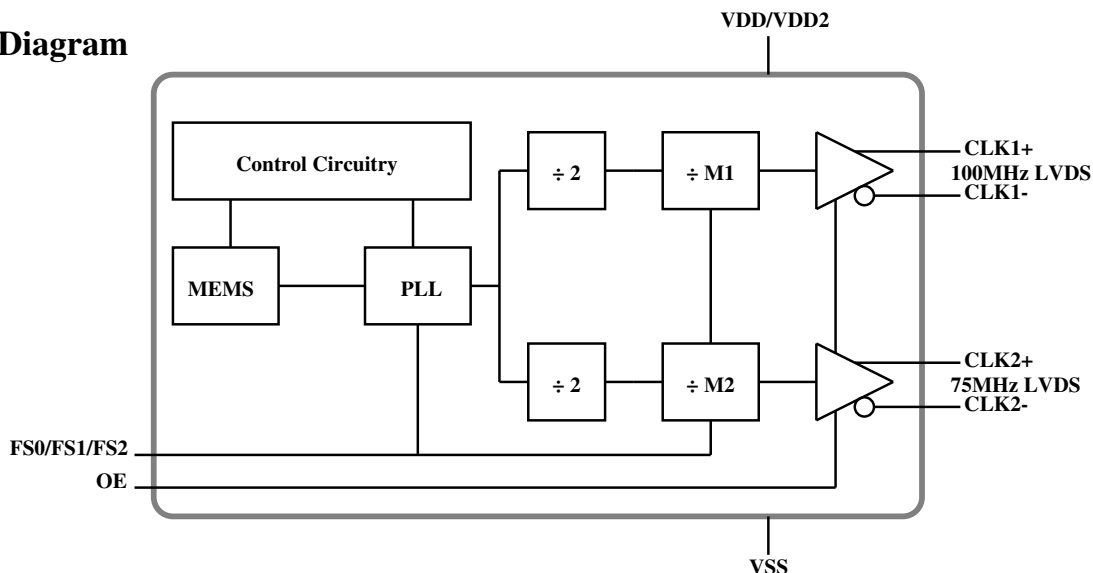 VDD/VDD2
Diagram
Control Circuitry
÷ 2
÷ M1
CLK1+
100MHz LVDS
CLK1-
MEMS
PLL
÷ 2
÷ M2
CLK2+
75MHz LVDS
CLK2-
FS0/FS1/FS2
OE
VSS